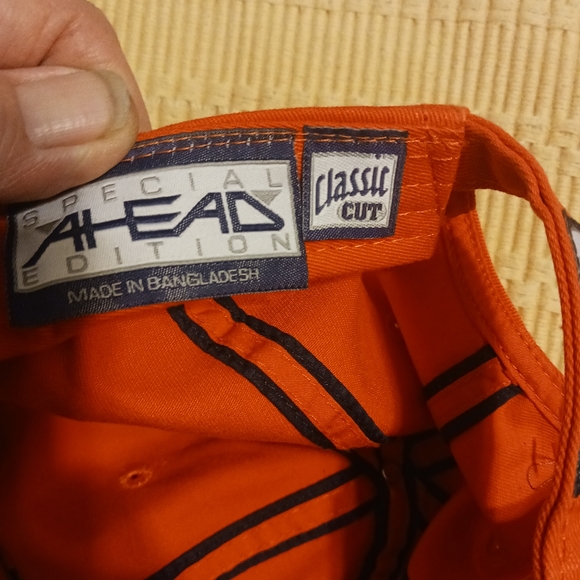 SPECIAL
AHEAD
EDITION
MADE IN BANGLADESH
Classic
CUT